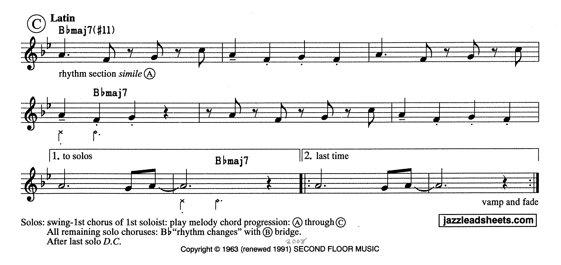 C Latin
B♭maj7(#11)
rhythm section simile A
B♭maj7
1. to solos
B♭maj7
2. last time
vamp and fade
Solos: swing-1st chorus of 1st soloist: play melody chord progression: A through C
All remaining solo choruses: B♭ "rhythm changes" with B bridge.
After last solo D.C.
jazzleadsheets.com
2008
Copyright © 1963 (renewed 1991) SECOND FLOOR MUSIC